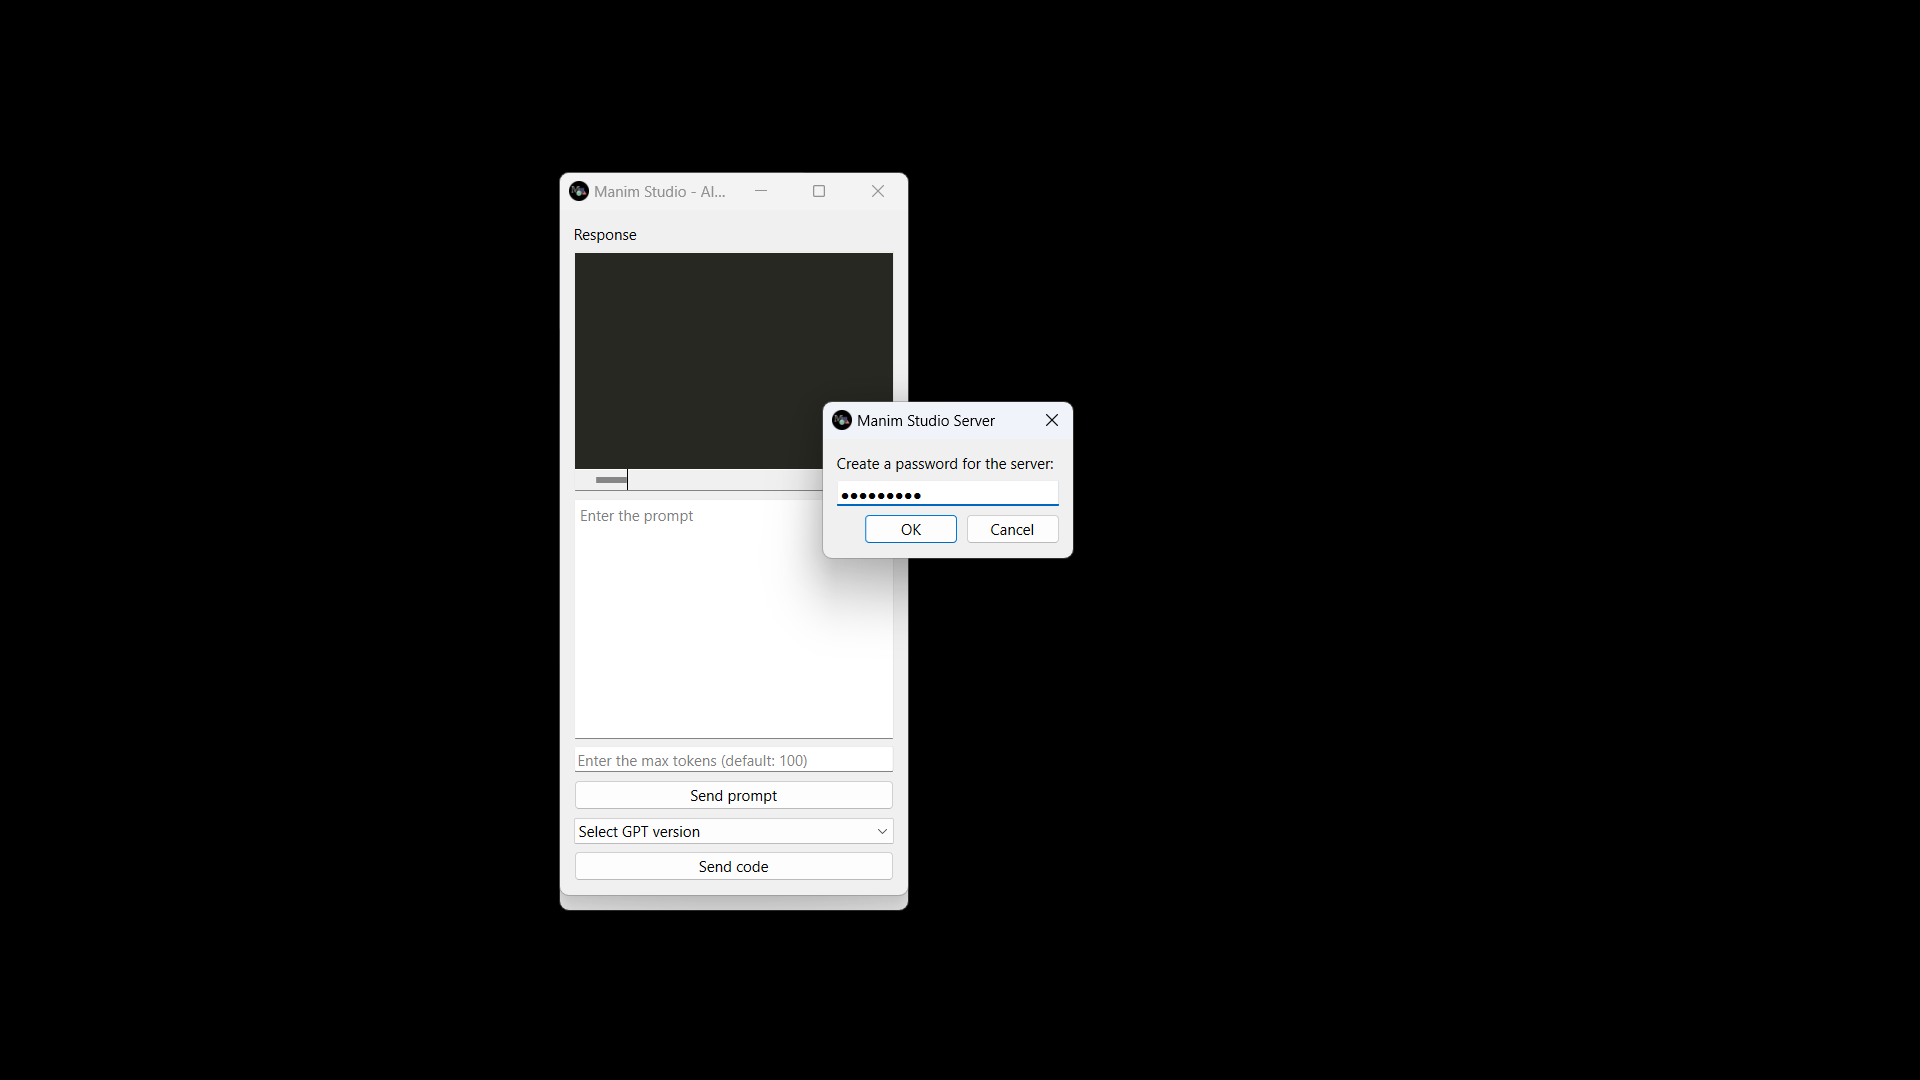 Manim Studio - AI...
Response
Manim Studio Server
Create a password for the server:
●●●●●●●●●
OK
Cancel
Enter the prompt
Enter the max tokens (default: 100)
Send prompt
Select GPT version
Send code